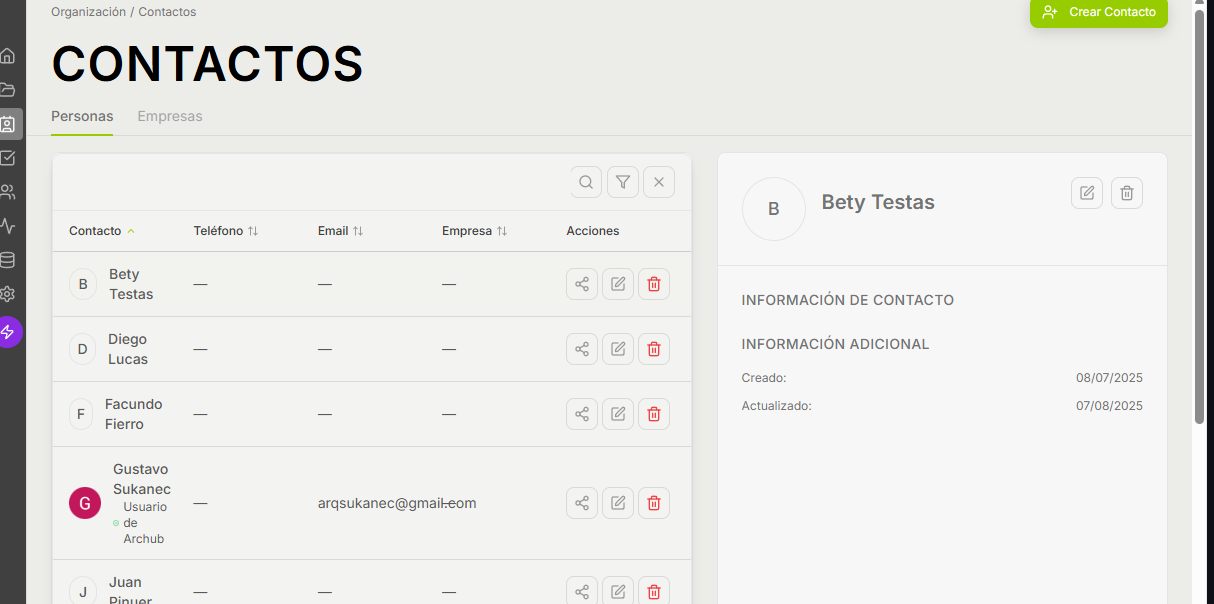 Organización / Contactos
Crear Contacto
CONTACTOS
Personas Empresas
Contacto Teléfono Email Empresa Acciones
B Bety
Testas — — —
D Diego
Lucas — — —
F Facundo
Fierro — — —
G Gustavo
Sukanec
Usuario
de
Archub — arqsukanec@gmail.com —
J Juan
Pinuer — — —
B Bety Testas
INFORMACIÓN DE CONTACTO
INFORMACIÓN ADICIONAL
Creado: 08/07/2025
Actualizado: 07/08/2025